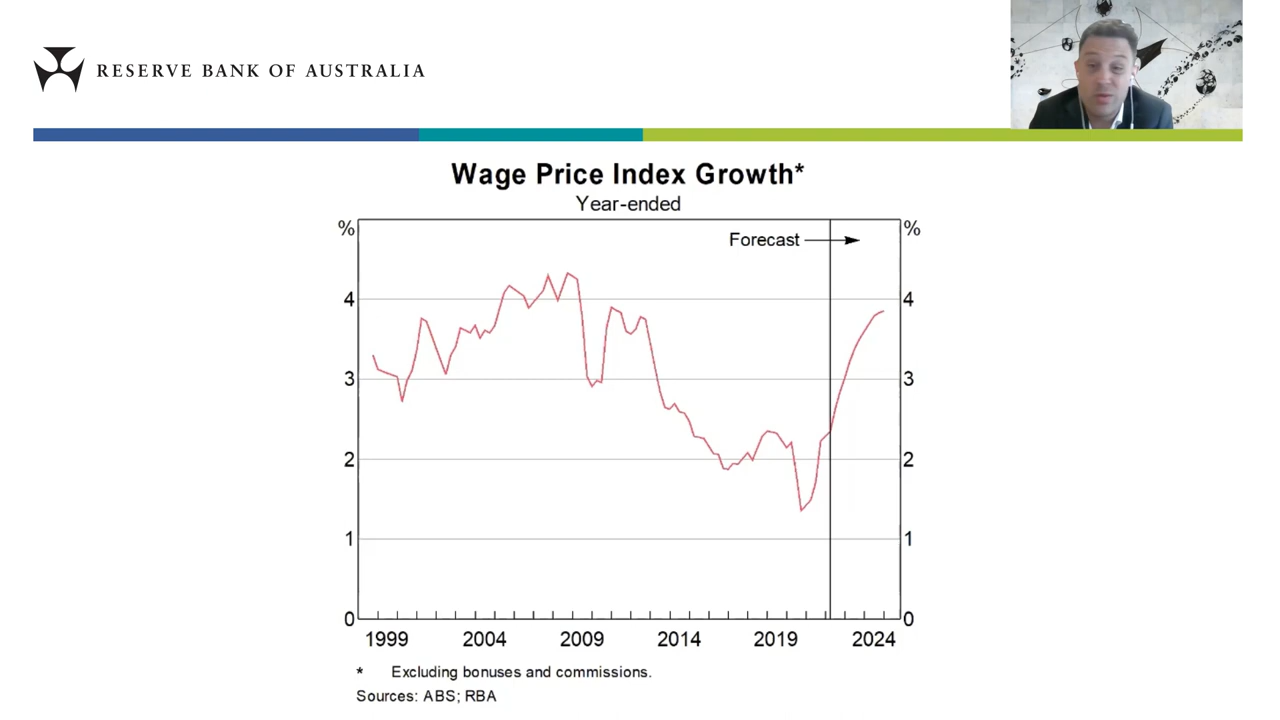 RESERVE BANK OF AUSTRALIA
Wage Price Index Growth*
Year-ended
% %
Forecast
4 4
3 3
2 2
1 1
0 0
1999 2004 2009 2014 2019 2024
* Excluding bonuses and commissions.
Sources: ABS; RBA